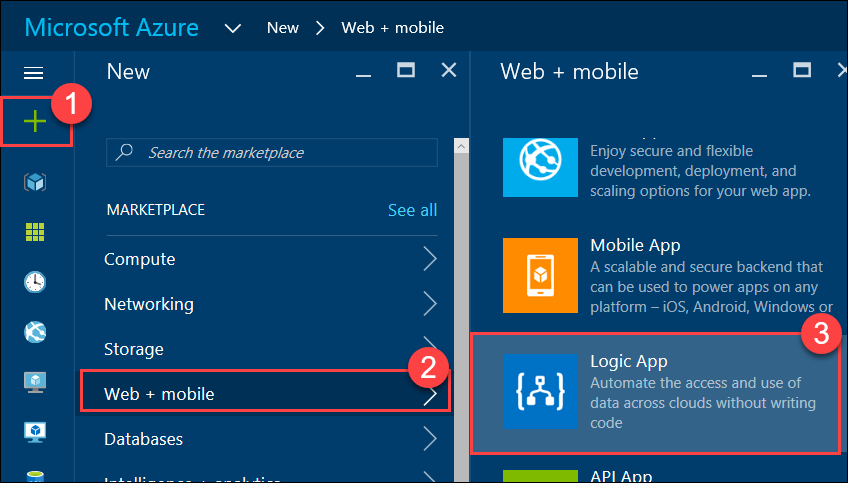 Microsoft Azure New Web + mobile
1
New
Search the marketplace
MARKETPLACE See all
Compute
Networking
Storage
2
Web + mobile
Databases
Intelligence + analytics
Web + mobile
Enjoy secure and flexible
development, deployment, and
scaling options for your web app.
Mobile App
A scalable and secure backend that
can be used to power apps on any
platform – iOS, Android, Windows or
3
Logic App
Automate the access and use of
data across clouds without writing
code
API App